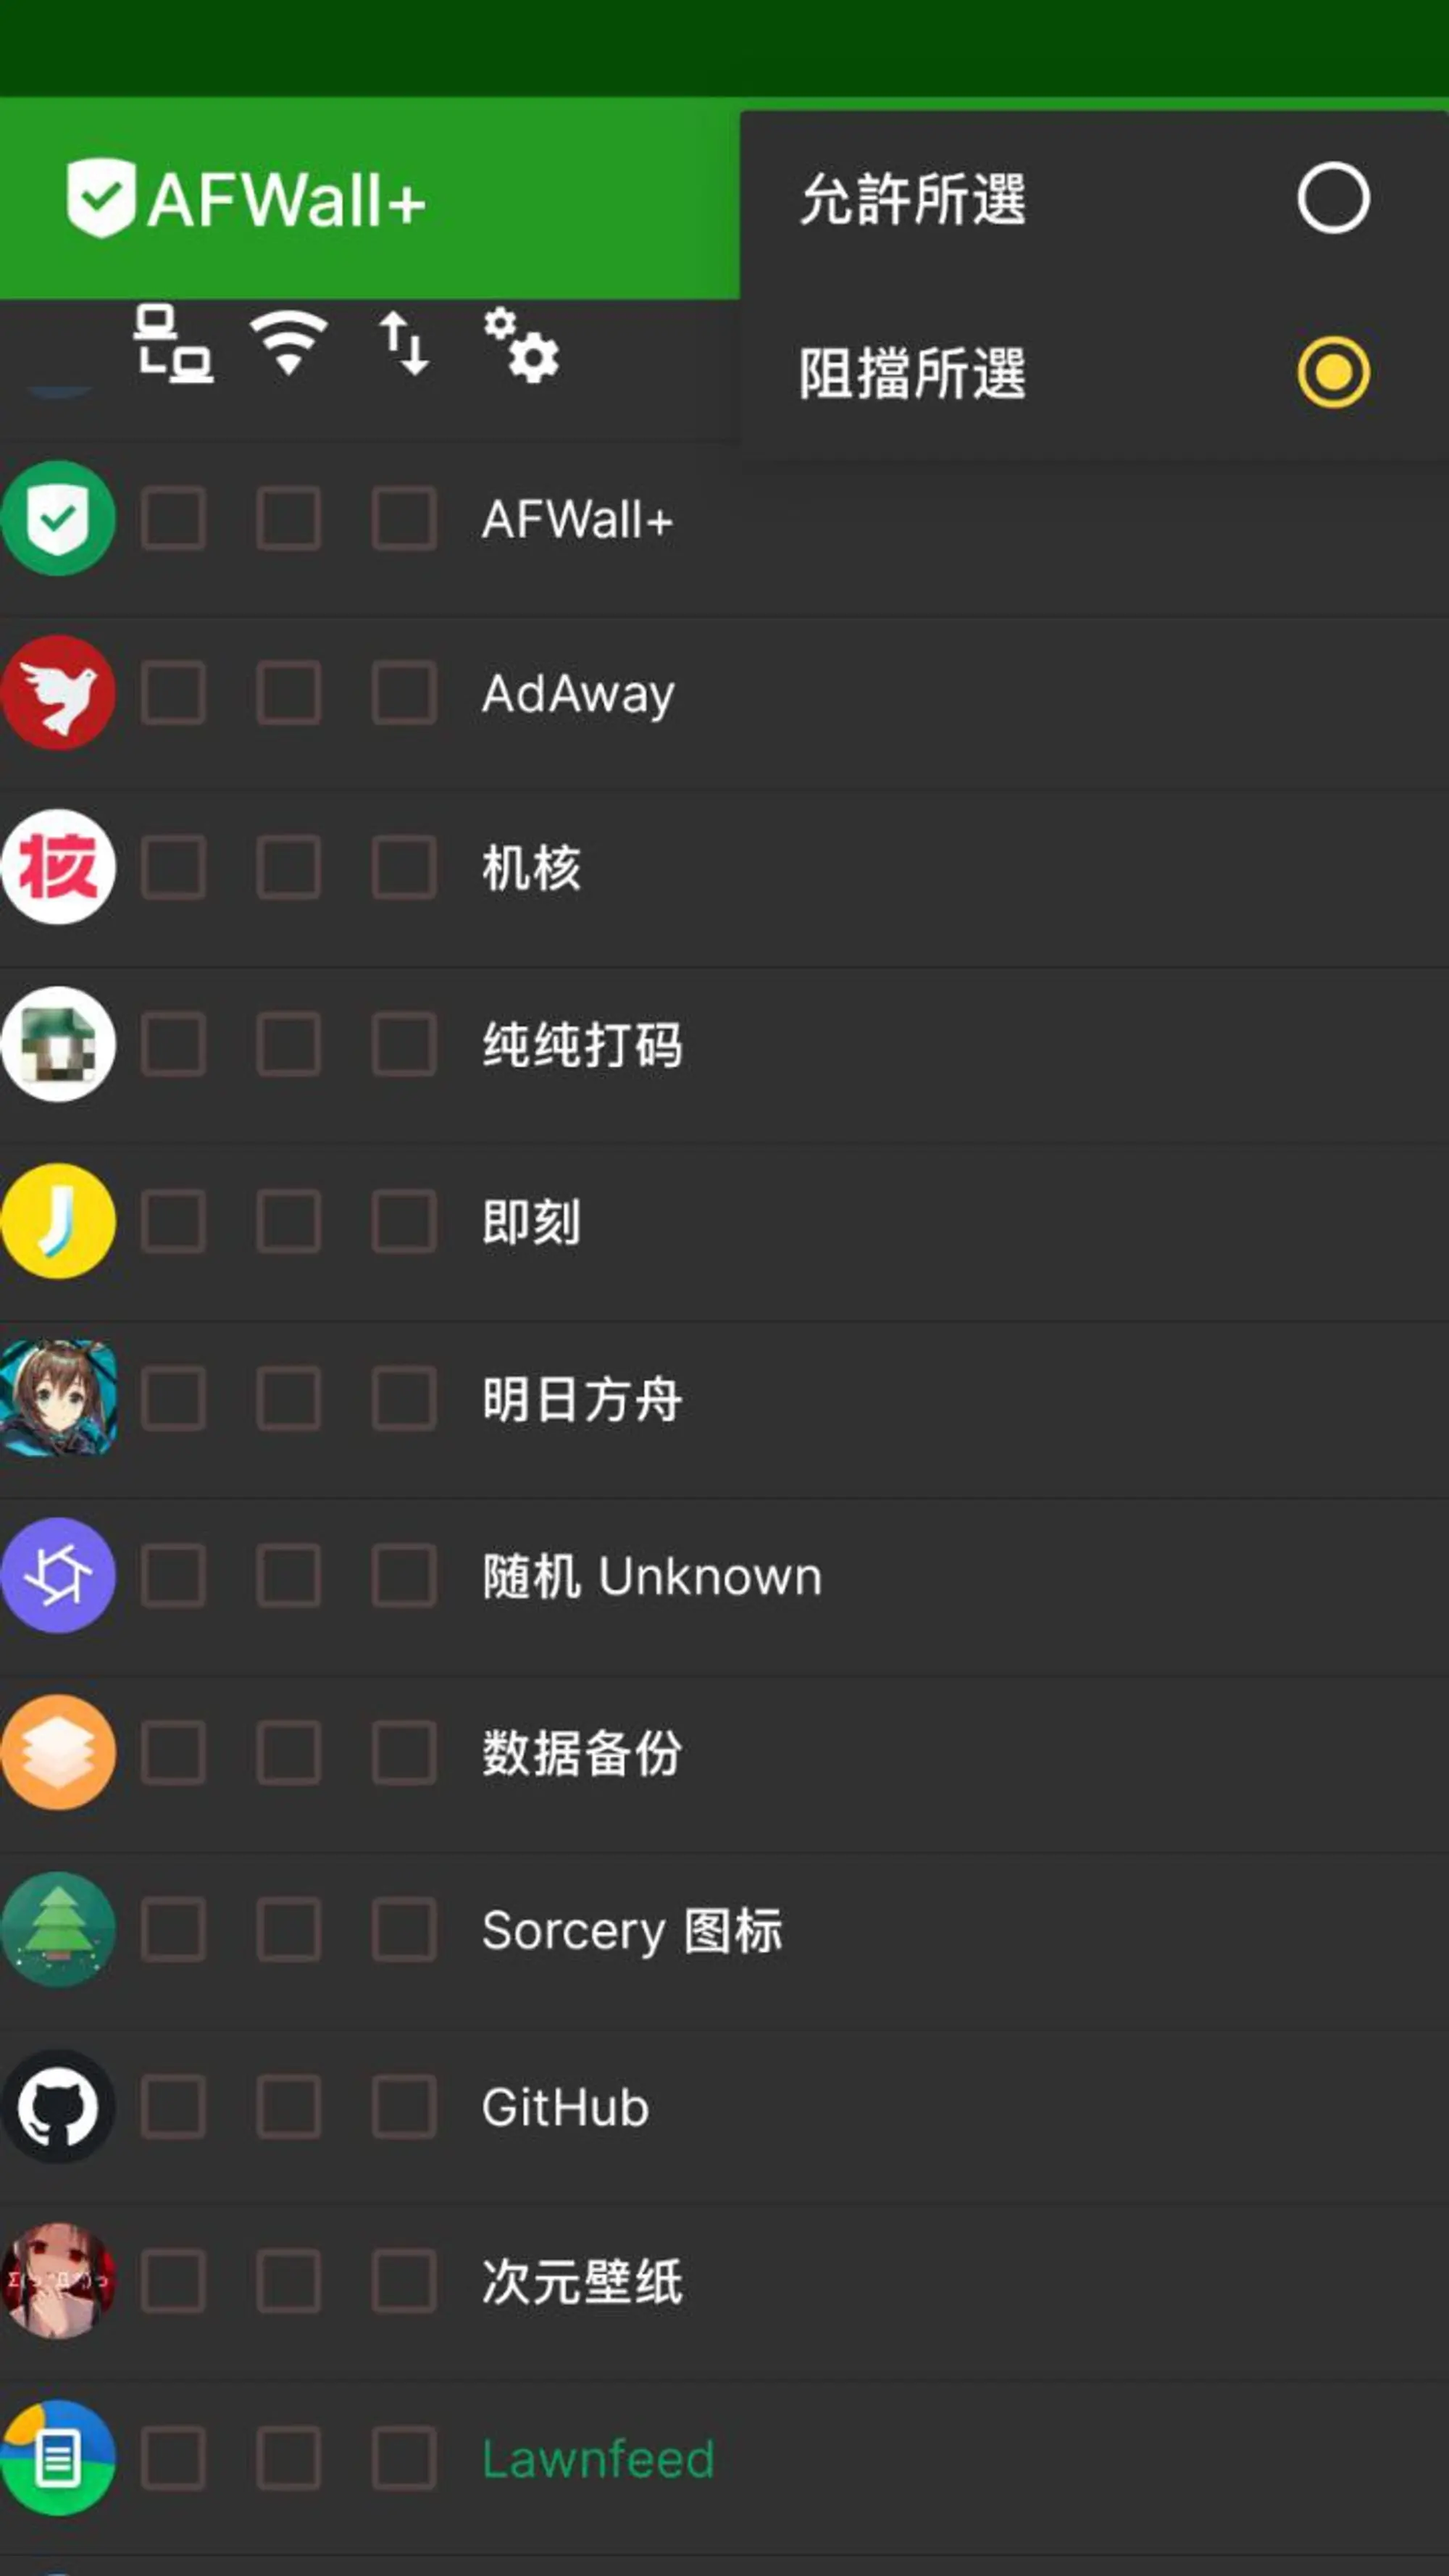 AFWall+
允許所選
阻擋所選
AFWall+
AdAway
核
机核
纯纯打码
即刻
明日方舟
随机 Unknown
数据备份
Sorcery 图标
GitHub
次元壁纸
Lawnfeed